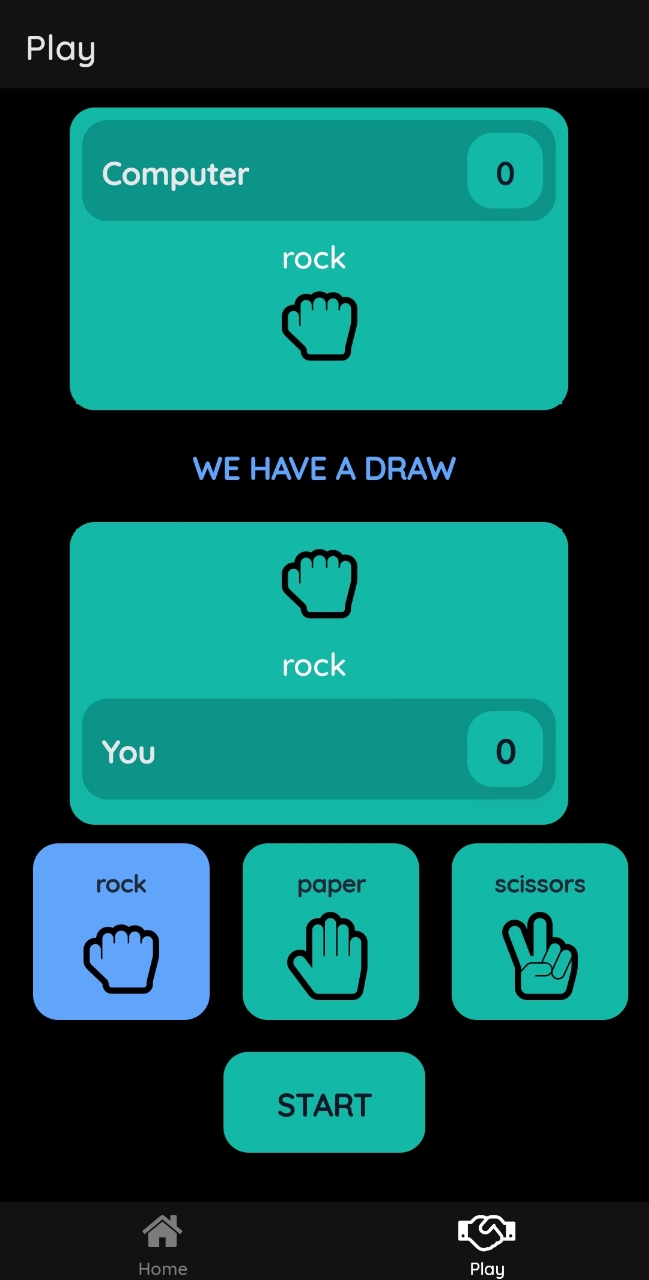 Play
Computer 0
rock
WE HAVE A DRAW
rock
You 0
rock paper scissors
START
Home Play